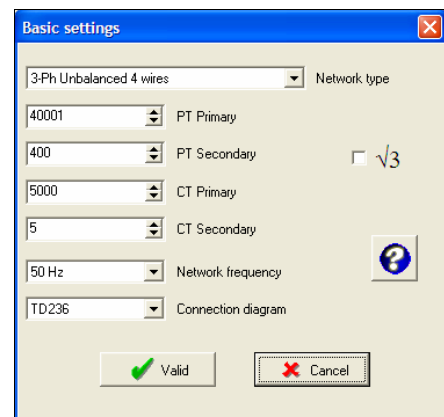 Basic settings
3-Ph Unbalanced 4 wires Network type
40001 PT Primary
400 PT Secondary √3
5000 CT Primary
5 CT Secondary
50 Hz Network frequency
TD236 Connection diagram
Valid Cancel